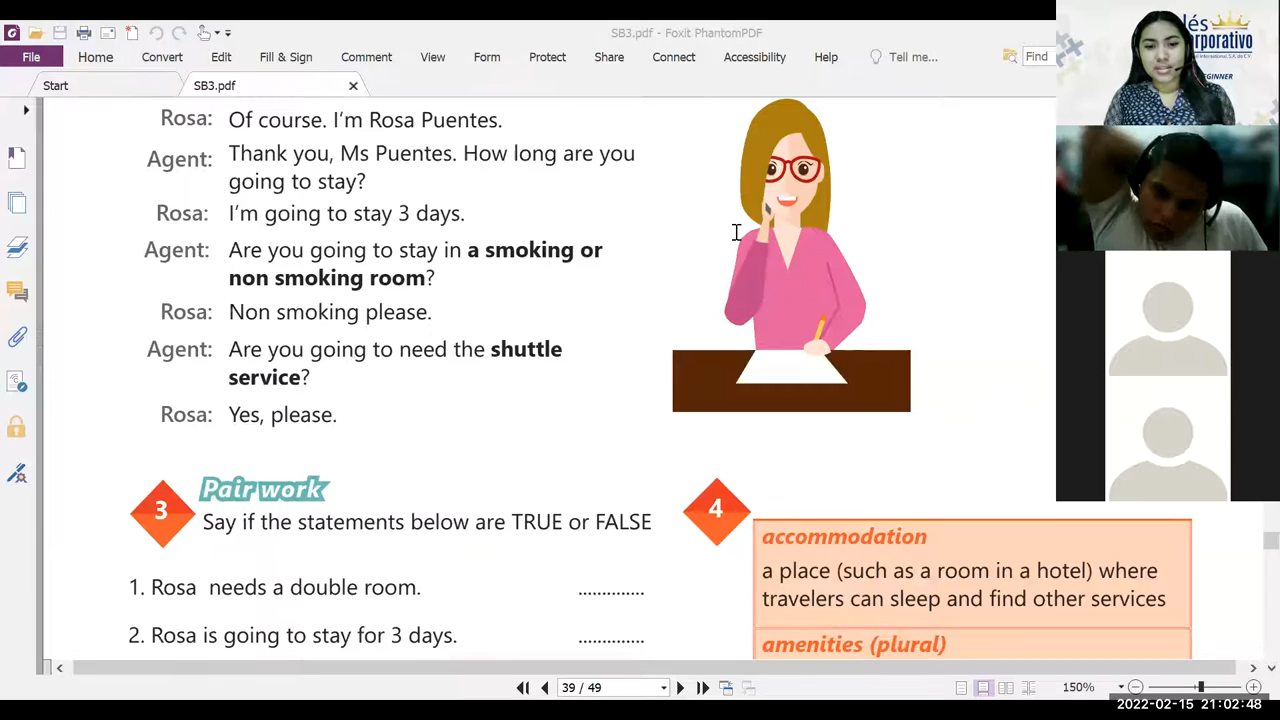 SB3.pdf - Foxit PhantomPDF
File Home Convert Edit Fill & Sign Comment View Form Protect Share Connect Accessibility Help Tell me... Find
Start SB3.pdf
Rosa: Of course. I'm Rosa Puentes.
Agent: Thank you, Ms Puentes. How long are you
going to stay?
Rosa: I'm going to stay 3 days.
Agent: Are you going to stay in a smoking or
non smoking room?
Rosa: Non smoking please.
Agent: Are you going to need the shuttle
service?
Rosa: Yes, please.
3 Pair work
Say if the statements below are TRUE or FALSE
1. Rosa needs a double room. ..............
2. Rosa is going to stay for 3 days. ..............
4
accommodation
a place (such as a room in a hotel) where
travelers can sleep and find other services
amenities (plural)
39 / 49
150%
lés
orporativo
International, S.A. de C.V.
GINNER
2022-02-15 21:02:48